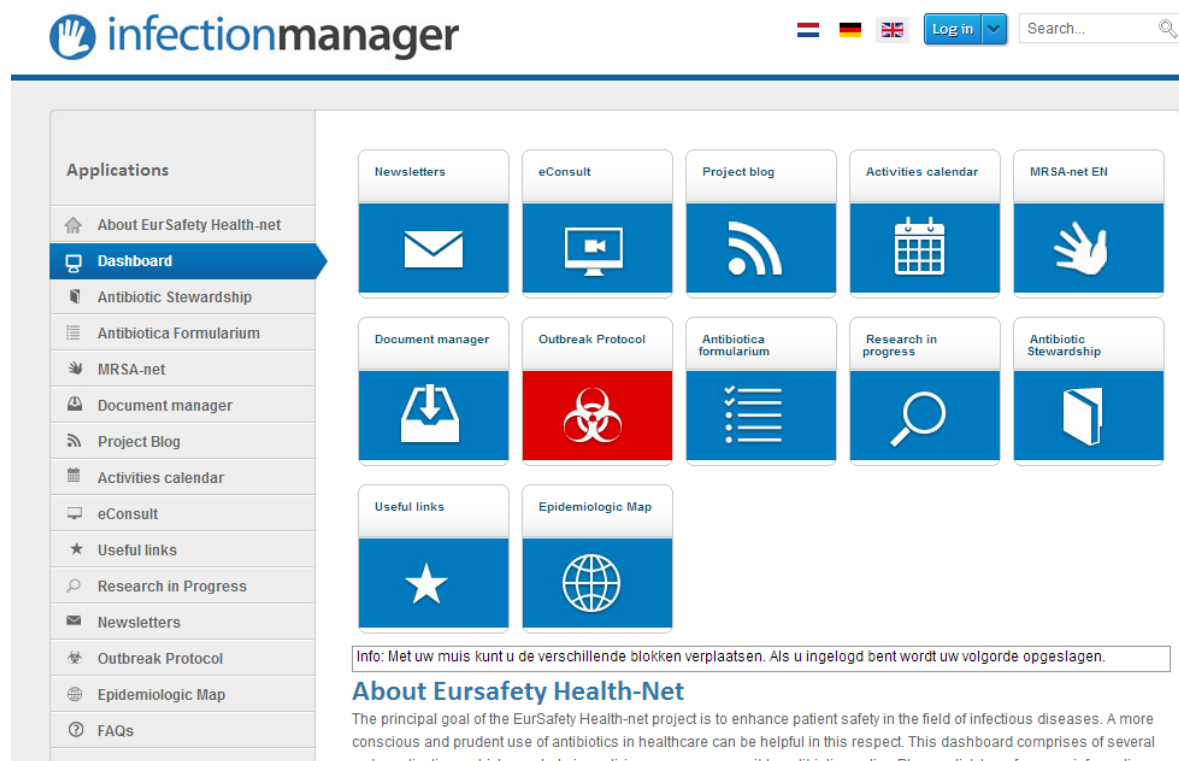 infectionmanager
Log in
Search...
Applications
About EurSafety Health-net
Dashboard
Antibiotic Stewardship
Antibiotica Formularium
MRSA-net
Document manager
Project Blog
Activities calendar
eConsult
Useful links
Research in Progress
Newsletters
Outbreak Protocol
Epidemiologic Map
FAQs
Newsletters
eConsult
Project blog
Activities calendar
MRSA-net EN
Document manager
Outbreak Protocol
Antibiotica
formularium
Research in
progress
Antibiotic
Stewardship
Useful links
Epidemiologic Map
Info: Met uw muis kunt u de verschillende blokken verplaatsen. Als u ingelogd bent wordt uw volgorde opgeslagen.
About Eursafety Health-Net
The principal goal of the EurSafety Health-net project is to enhance patient safety in the field of infectious diseases. A more
conscious and prudent use of antibiotics in healthcare can be helpful in this respect. This dashboard comprises of several